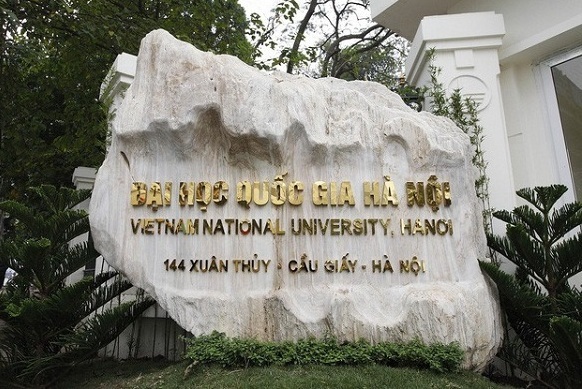 ĐẠI HỌC QUỐC GIA HÀ NỘI
VIETNAM NATIONAL UNIVERSITY, HANOI
144 XUÂN THỦY - CẦU GIẤY - HÀ NỘI